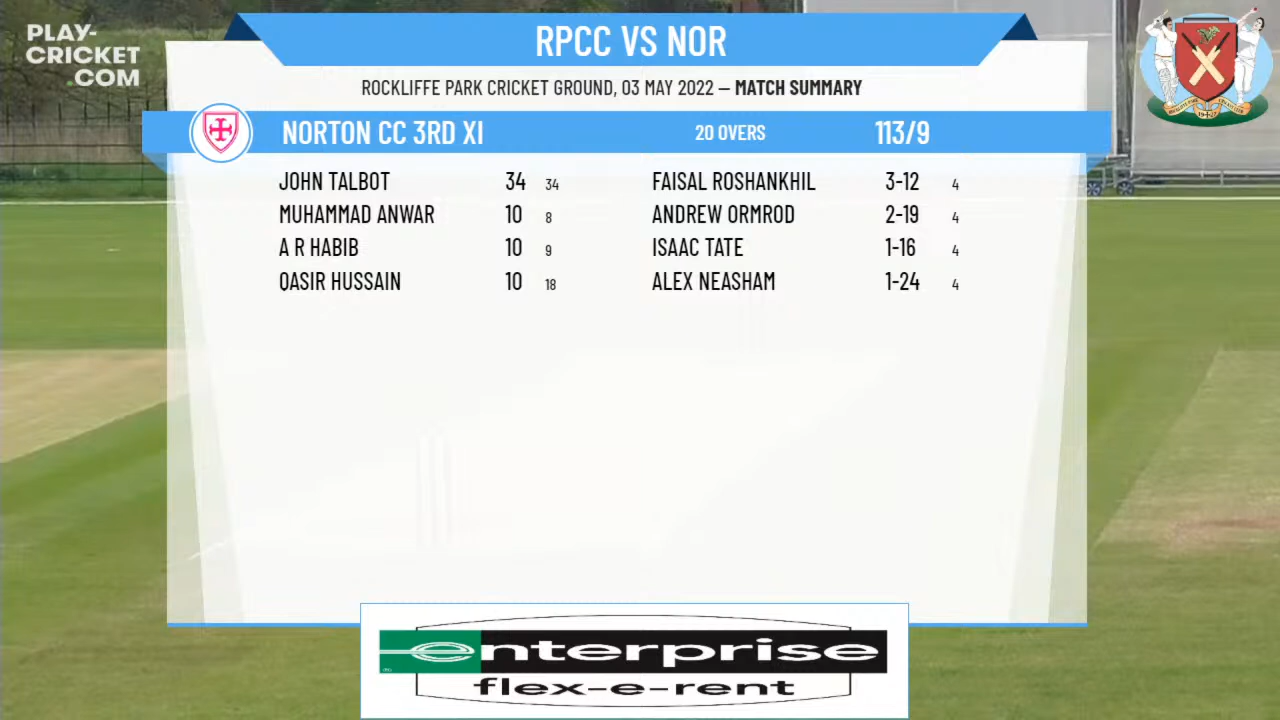 PLAY-
CRICKET
.COM
RPCC VS NOR
ROCKLIFFE PARK CRICKET GROUND, 03 MAY 2022 – MATCH SUMMARY
NORTON CC 3RD XI 20 OVERS 113/9
JOHN TALBOT 34 34 FAISAL ROSHANKHIL 3-12 4
MUHAMMAD ANWAR 10 8 ANDREW ORMROD 2-19 4
A R HABIB 10 9 ISAAC TATE 1-16 4
QASIR HUSSAIN 10 18 ALEX NEASHAM 1-24 4
enterprise
flex-e-rent